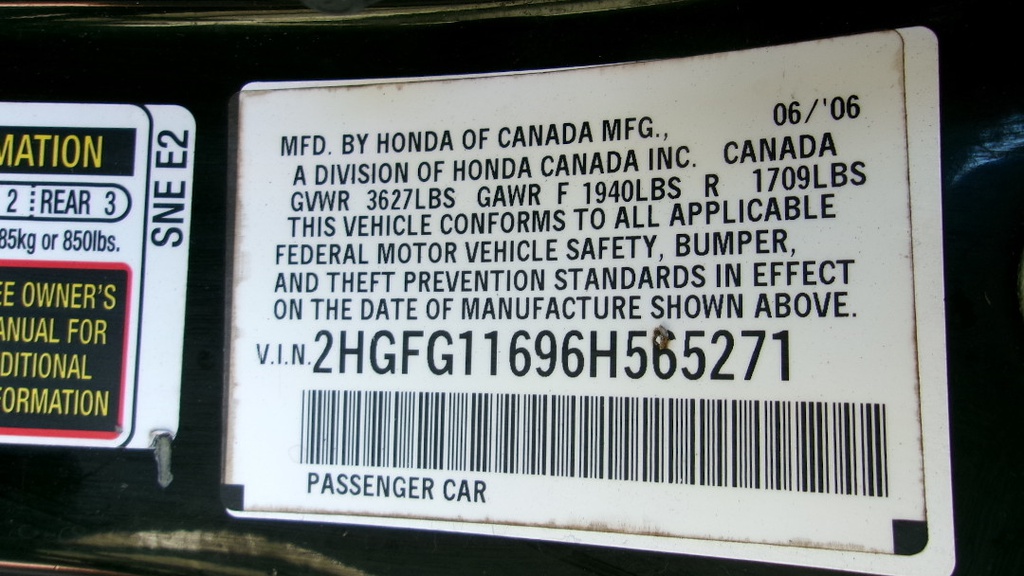 MATION
2 REAR 3
85kg or 850lbs.
EE OWNER'S
ANUAL FOR
DITIONAL
FORMATION
SNE E2
06/'06
MFD. BY HONDA OF CANADA MFG.,
A DIVISION OF HONDA CANADA INC. CANADA
GVWR 3627LBS GAWR F 1940LBS R 1709LBS
THIS VEHICLE CONFORMS TO ALL APPLICABLE
FEDERAL MOTOR VEHICLE SAFETY, BUMPER,
AND THEFT PREVENTION STANDARDS IN EFFECT
ON THE DATE OF MANUFACTURE SHOWN ABOVE.
V.I.N. 2HGFG11696H565271
PASSENGER CAR